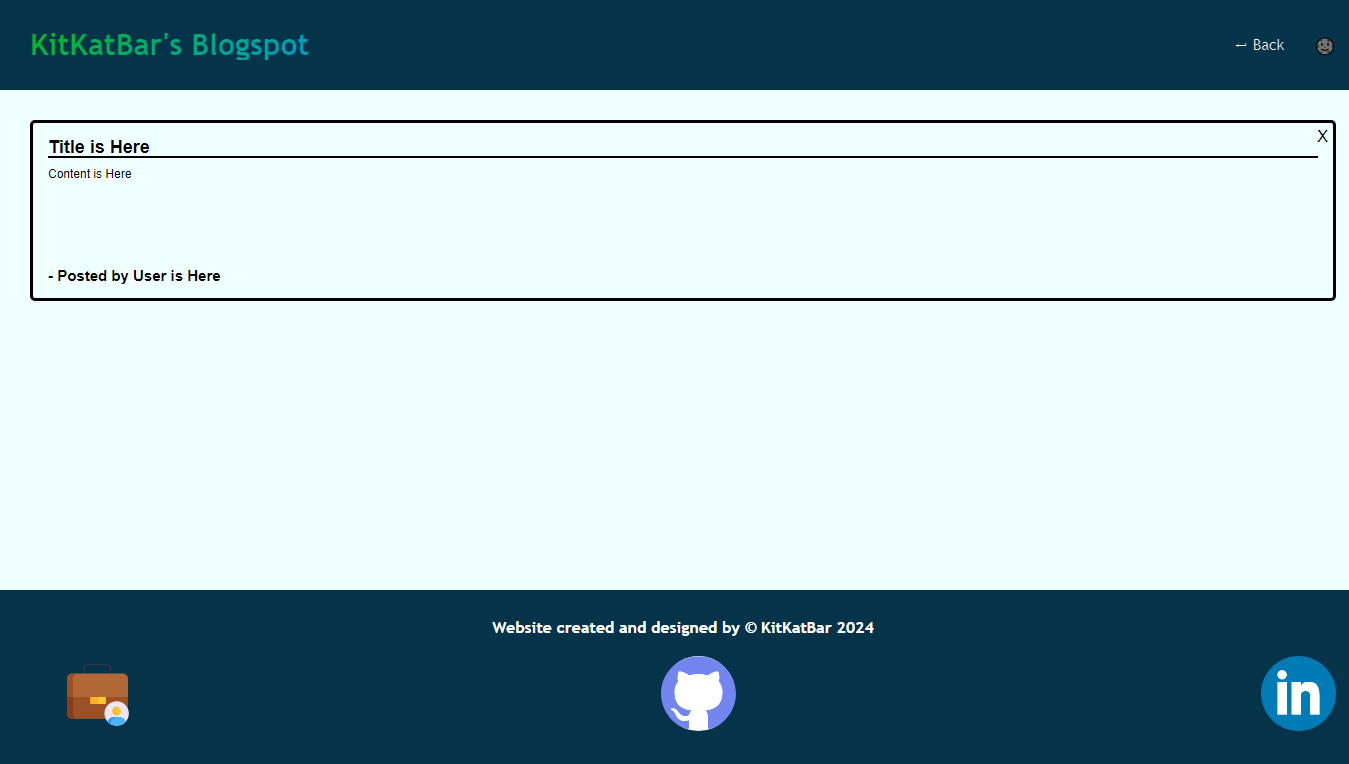 KitKatBar's Blogspot
← Back
X
Title is Here
Content is Here
- Posted by User is Here
Website created and designed by © KitKatBar 2024
in